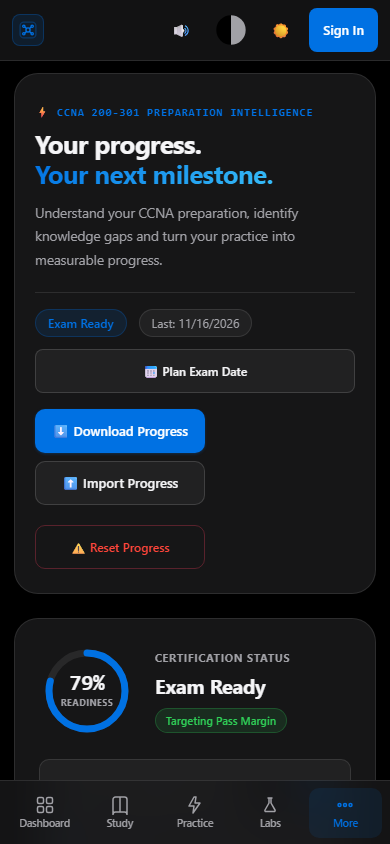 Sign In
CCNA 200-301 PREPARATION INTELLIGENCE
Your progress.
Your next milestone.
Understand your CCNA preparation, identify
knowledge gaps and turn your practice into
measurable progress.
Exam Ready
Last: 11/16/2026
Plan Exam Date
Download Progress
Import Progress
Reset Progress
79%
READINESS
CERTIFICATION STATUS
Exam Ready
Targeting Pass Margin
Dashboard
Study
Practice
Labs
More